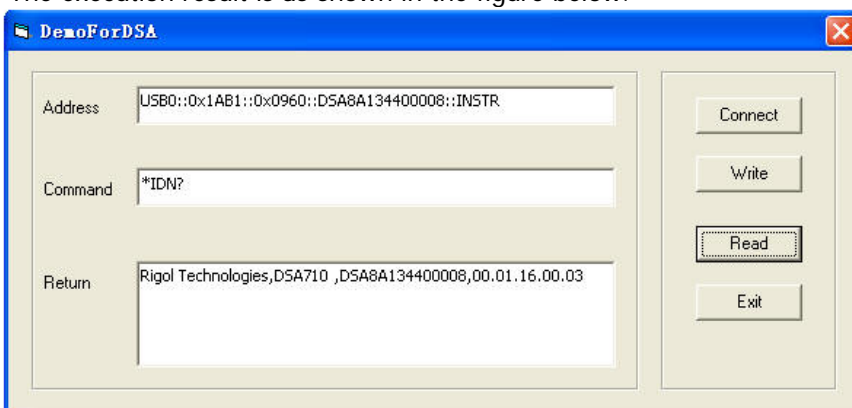 The execution result is as shown in the figure below:
DemoForDSA
Address
USB0::0x1AB1::0x0960::DSA8A134400008::INSTR
Connect
Command
*IDN?
Write
Return
Rigol Technologies,DSA710 ,DSA8A134400008,00.01.16.00.03
Read
Exit